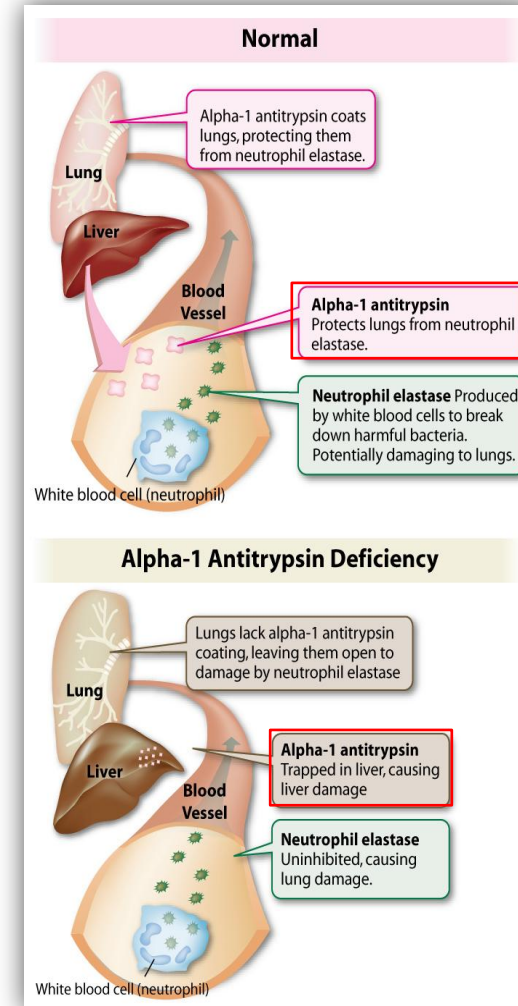 Normal
Alpha-1 antitrypsin coats
lungs, protecting them
from neutrophil elastase.
Lung
Liver
Blood
Vessel
Alpha-1 antitrypsin
Protects lungs from neutrophil
elastase.
Neutrophil elastase Produced
by white blood cells to break
down harmful bacteria.
Potentially damaging to lungs.
White blood cell (neutrophil)
Alpha-1 Antitrypsin Deficiency
Lungs lack alpha-1 antitrypsin
coating, leaving them open to
damage by neutrophil elastase
Lung
Liver
Alpha-1 antitrypsin
Trapped in liver, causing
liver damage
Blood
Vessel
Neutrophil elastase
Uninhibited, causing
lung damage.
White blood cell (neutrophil)